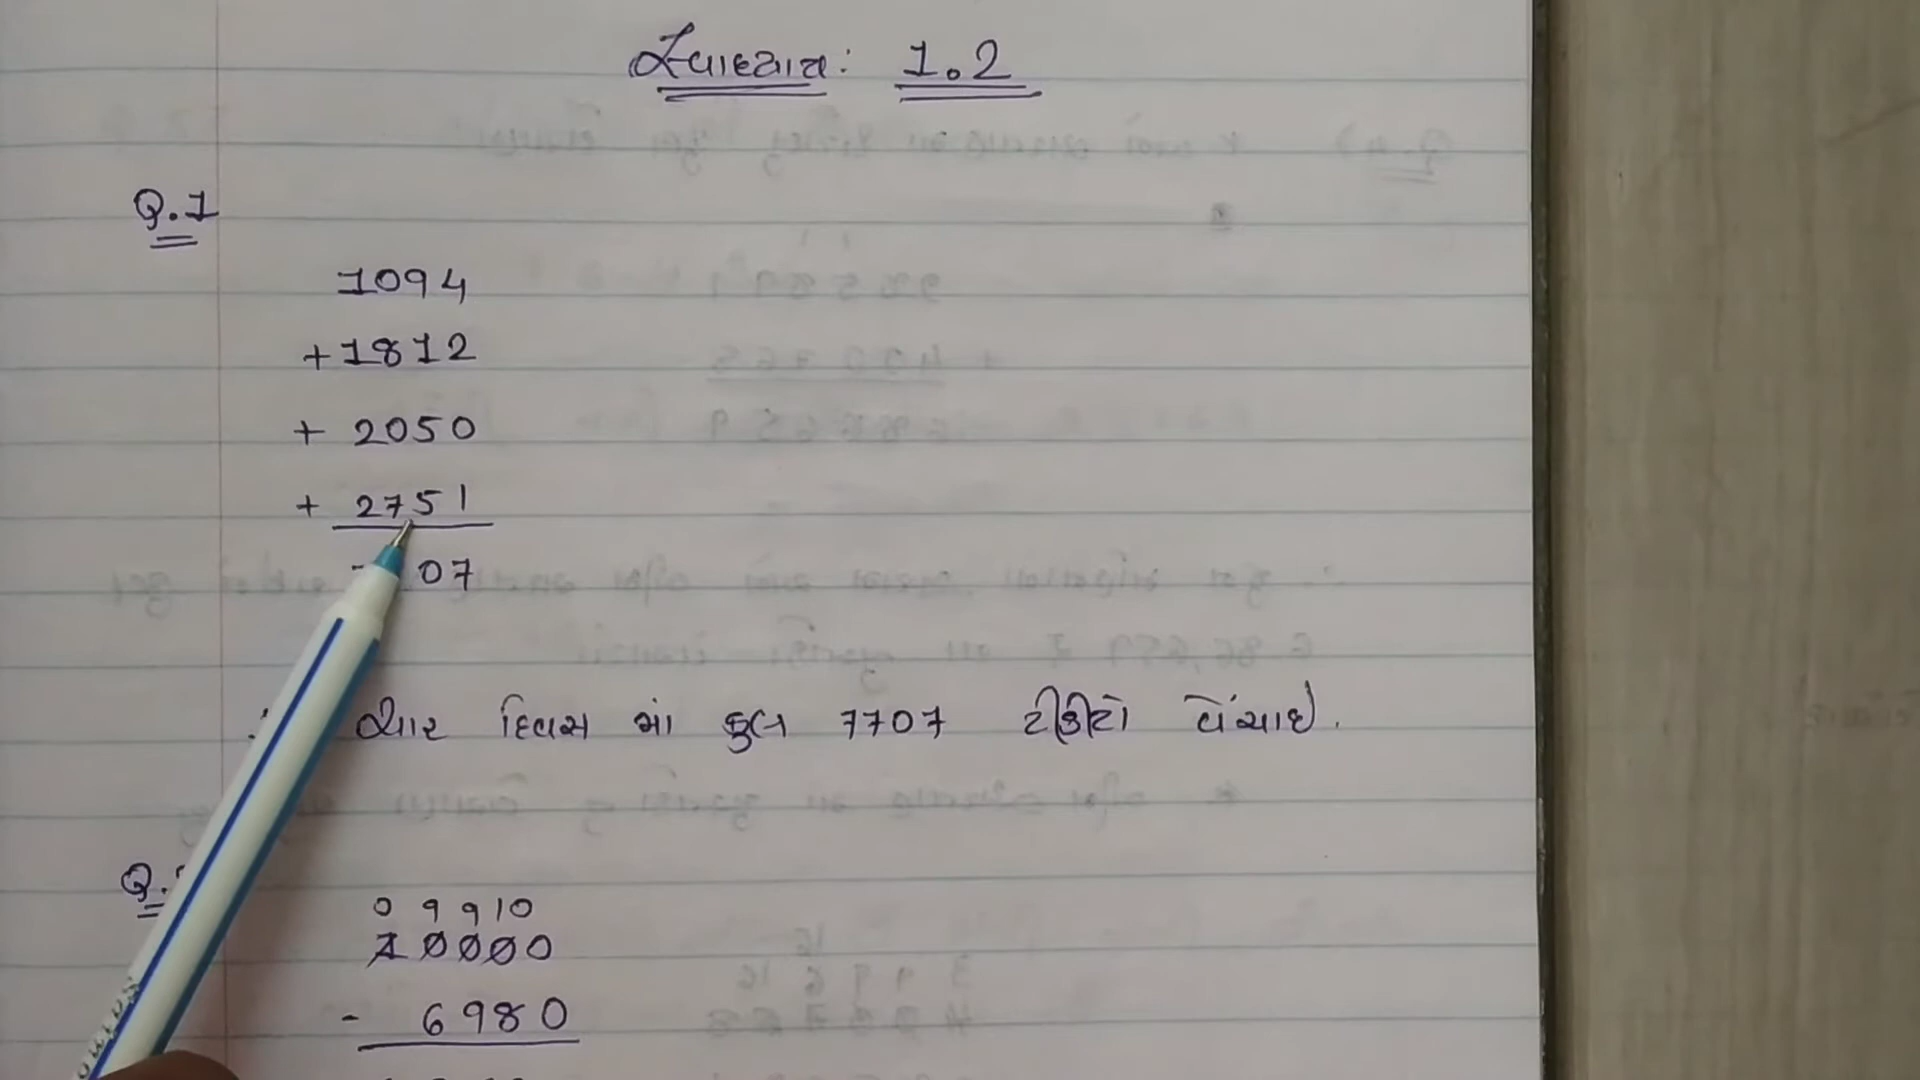 સ્વાધ્યાય: 1.2
Q.1
1094
+1812
+ 2050
+ 2751
07
ચાર દિવસ માં કુલ 7707 ટીકીટો વેંચાઈ.
Q.
0 9 9 10
10000
- 6980